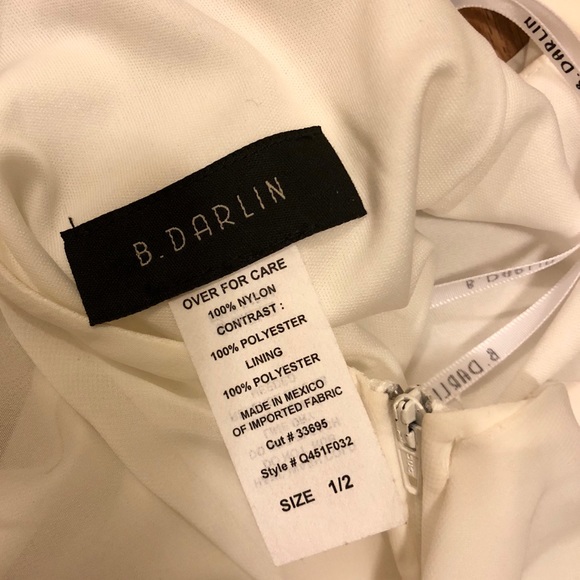 B. DARLIN
OVER FOR CARE
100% NYLON
CONTRAST :
100% POLYESTER
LINING
100% POLYESTER
MADE IN MEXICO
OF IMPORTED FABRIC
Cut # 33695
Style # Q451F032
SIZE 1/2
B. DARLIN
B DARLIN
B. DARLIN